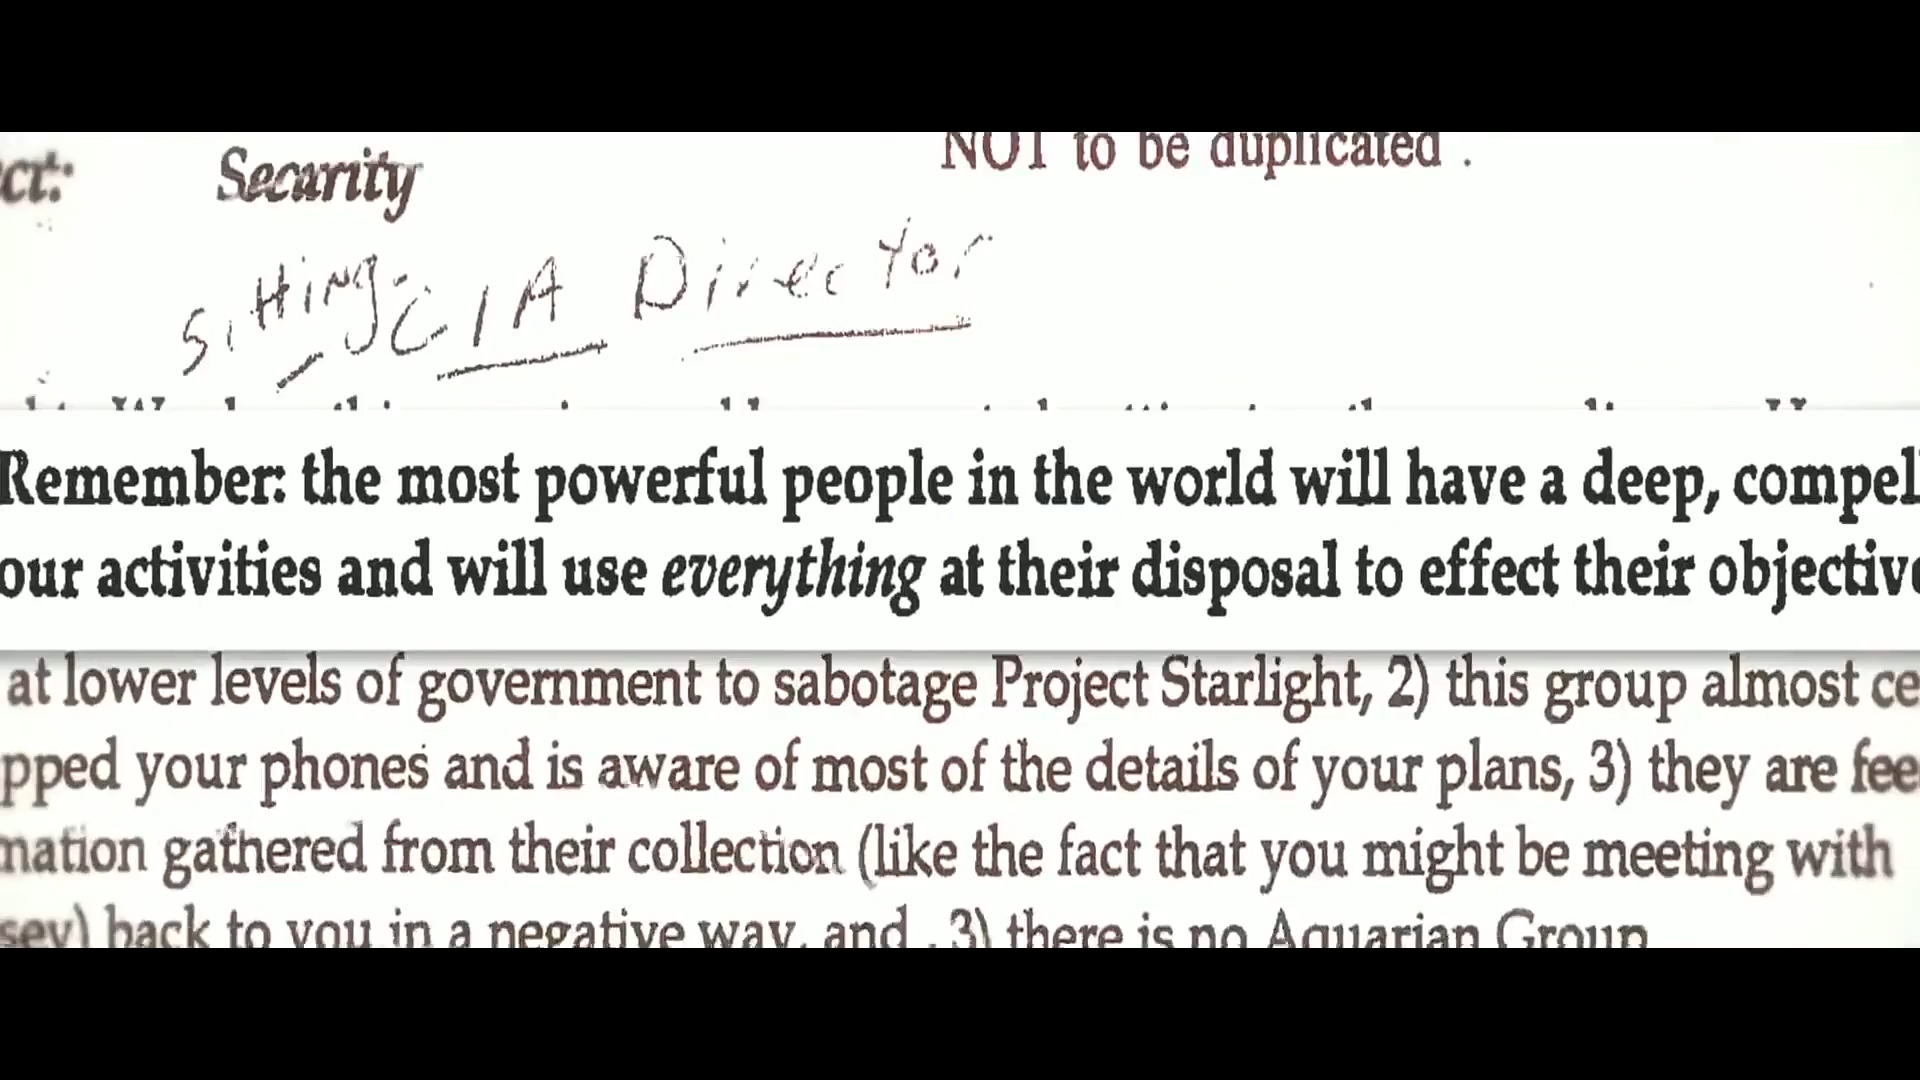 ct: Security NOT to be duplicated .
Sitting CIA Director
Remember: the most powerful people in the world will have a deep, compel
our activities and will use everything at their disposal to effect their objective
at lower levels of government to sabotage Project Starlight, 2) this group almost ce
pped your phones and is aware of most of the details of your plans, 3) they are fee
mation gathered from their collection (like the fact that you might be meeting with
sey) back to you in a negative way, and , 3) there is no Aquarian Group